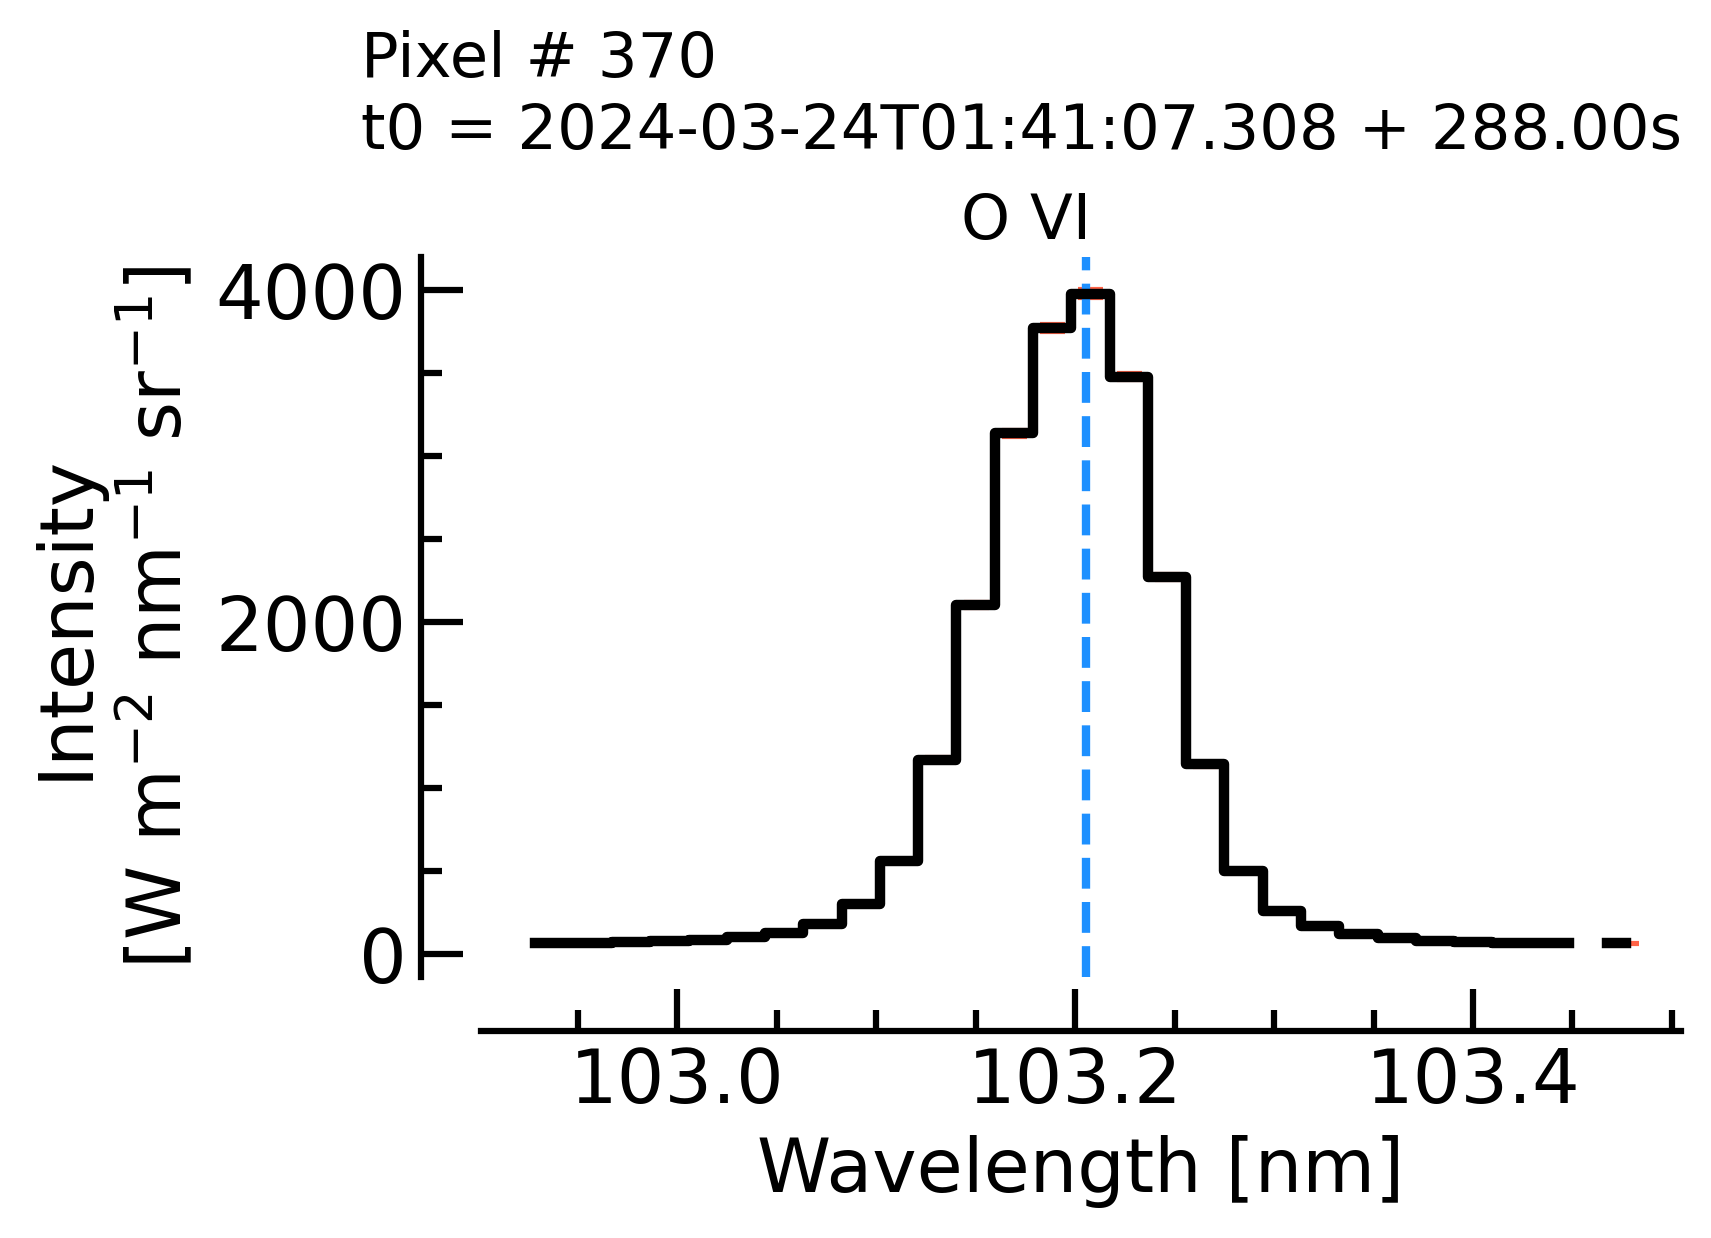 Pixel # 370
t0 = 2024-03-24T01:41:07.308 + 288.00s
O VI
4000
2000
0
Intensity
[W m⁻² nm⁻¹ sr⁻¹]
103.0 103.2 103.4
Wavelength [nm]